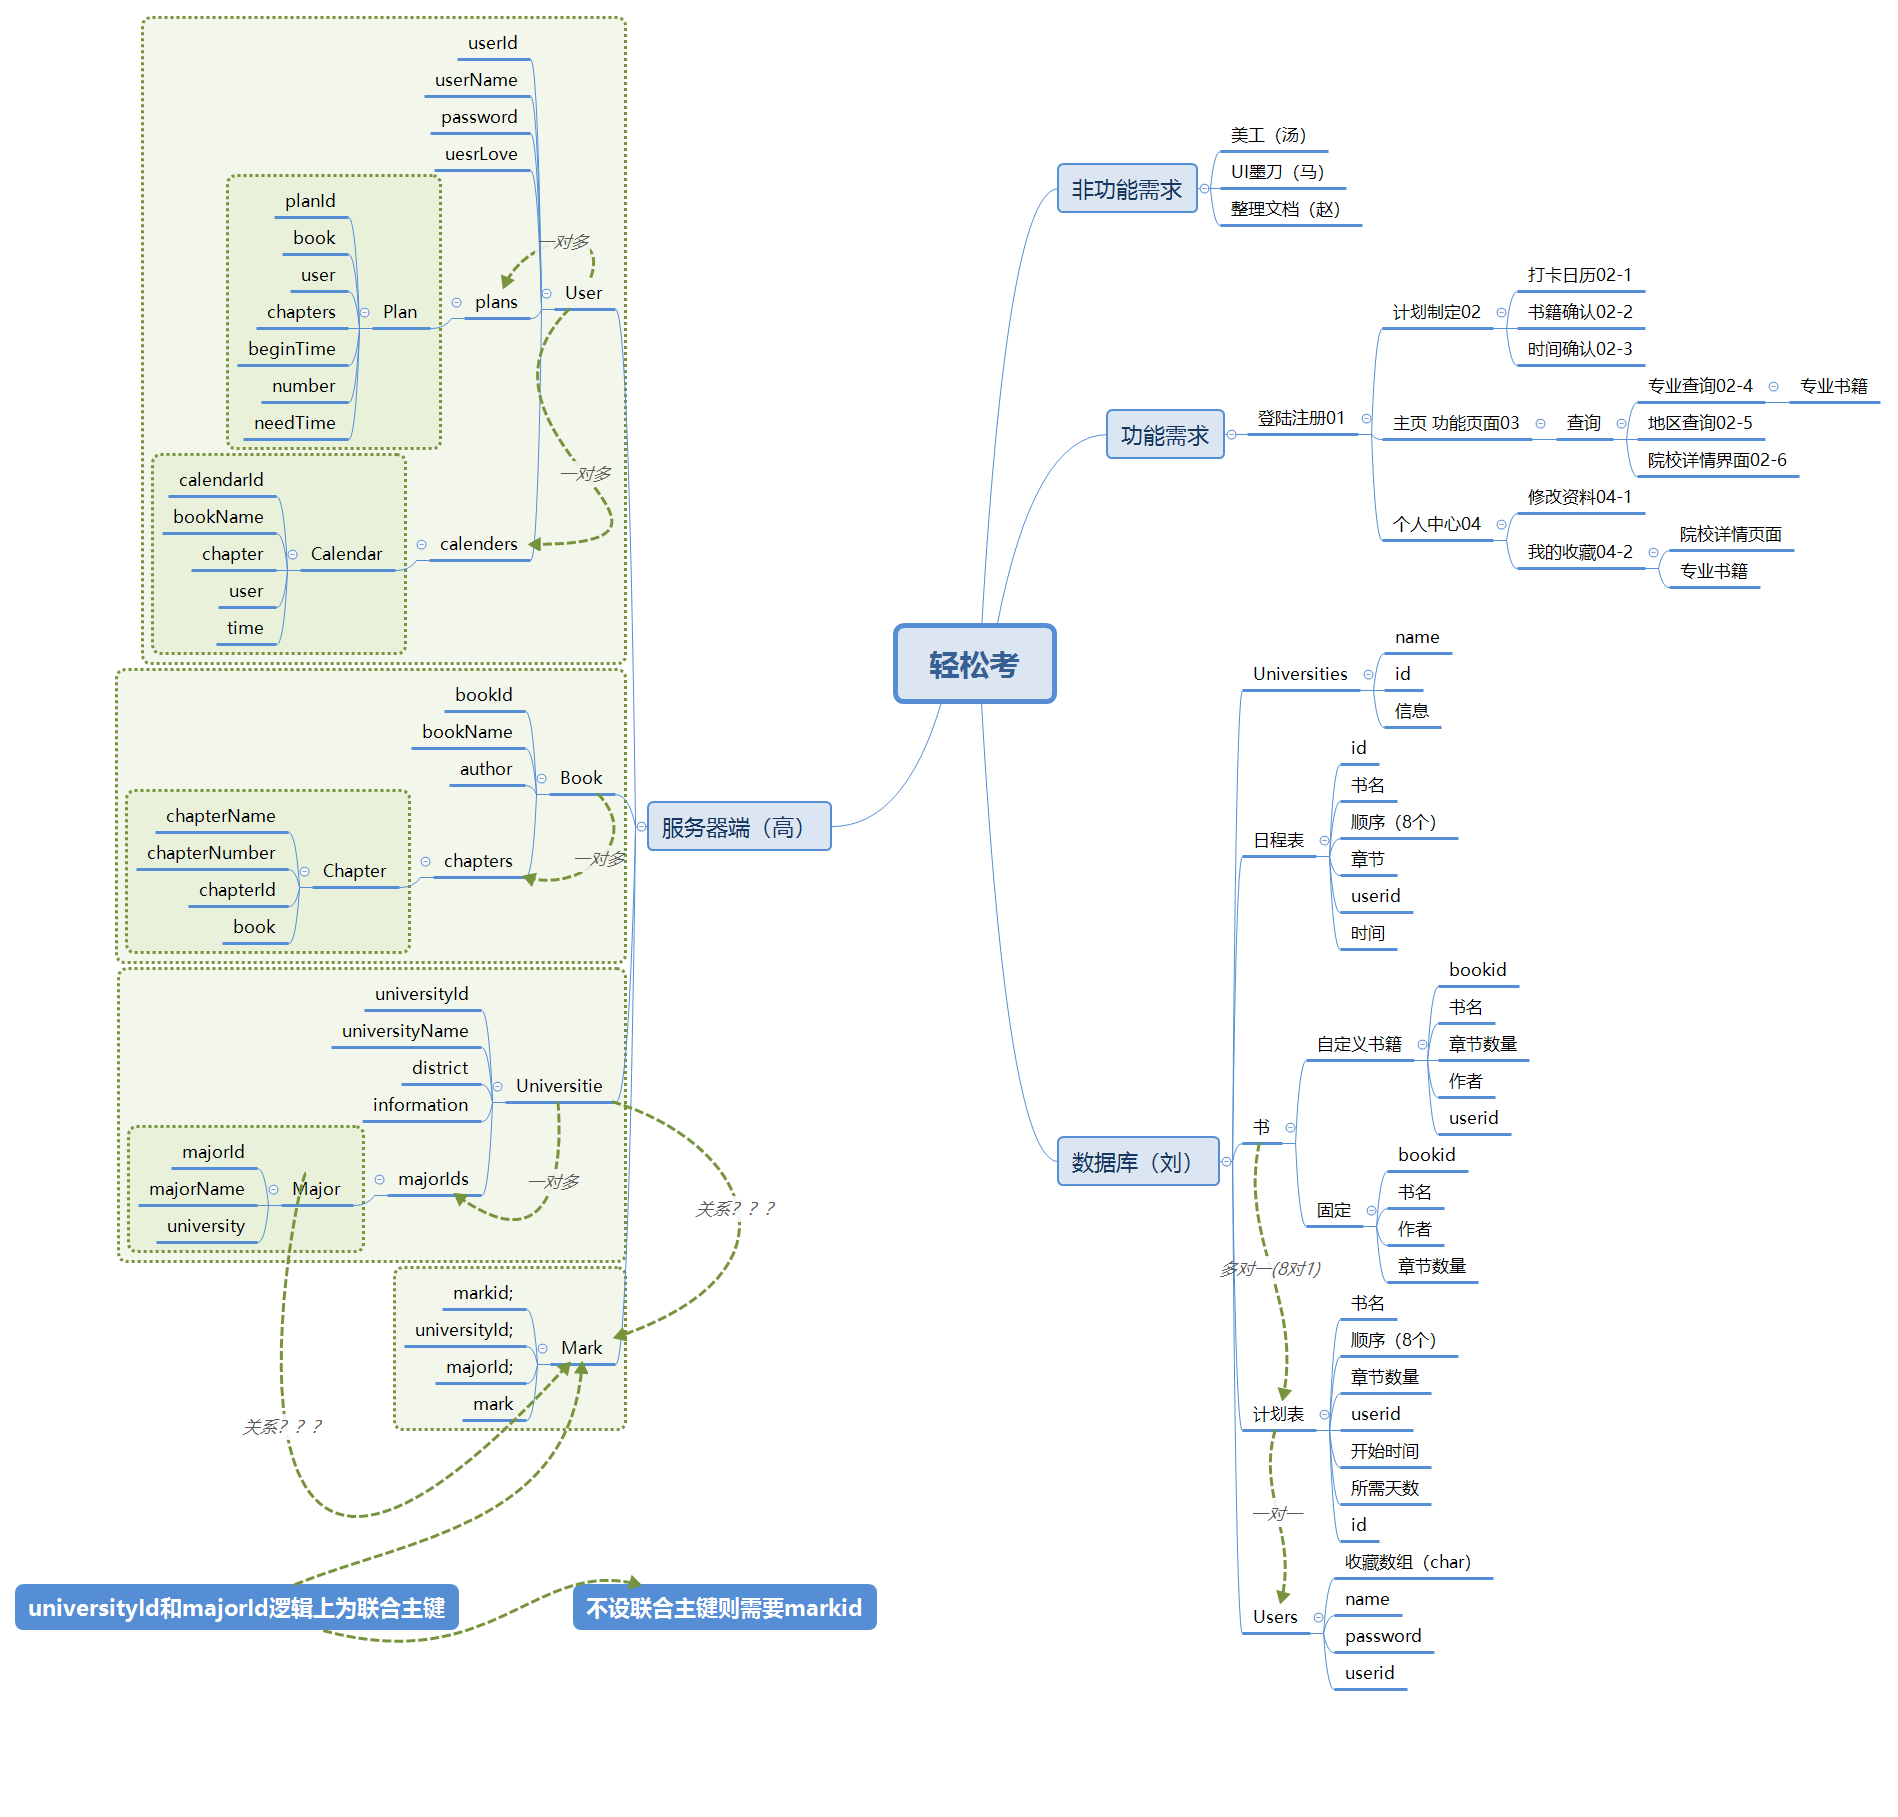 轻松考
非功能需求
美工（汤）
UI墨刀（马）
整理文档（赵）
功能需求
登陆注册01
计划制定02
打卡日历02-1
书籍确认02-2
时间确认02-3
主页 功能页面03
查询
专业查询02-4
专业书籍
地区查询02-5
院校详情界面02-6
个人中心04
修改资料04-1
我的收藏04-2
院校详情页面
专业书籍
数据库（刘）
Universities
name
id
信息
日程表
id
书名
顺序（8个）
章节
userid
时间
书
自定义书籍
bookid
书名
章节数量
作者
userid
固定
bookid
书名
作者
章节数量
多对一(8对1)
计划表
书名
顺序（8个）
章节数量
userid
开始时间
所需天数
id
一对一
Users
收藏数组（char）
name
password
userid
服务器端（高）
User
userId
userName
password
uesrLove
一对多
plans
Plan
planId
book
user
chapters
beginTime
number
needTime
一对多
calenders
Calendar
calendarId
bookName
chapter
user
time
Book
bookId
bookName
author
一对多
chapters
Chapter
chapterName
chapterNumber
chapterId
book
Universitie
universityId
universityName
district
information
一对多
majorIds
Major
majorId
majorName
university
关系？？？
Mark
markid;
universityId;
majorId;
mark
关系？？？
universityId和majorId逻辑上为联合主键
不设联合主键则需要markid